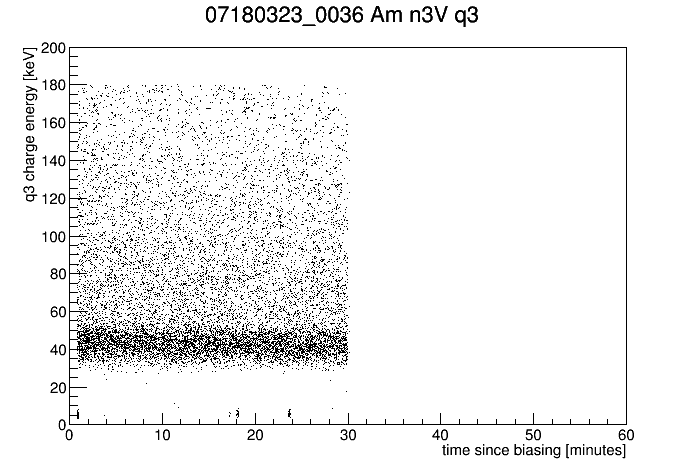 07180323_0036 Am n3V q3
q3 charge energy [keV]
200
180
160
140
120
100
80
60
40
20
0
0 10 20 30 40 50 60
time since biasing [minutes]